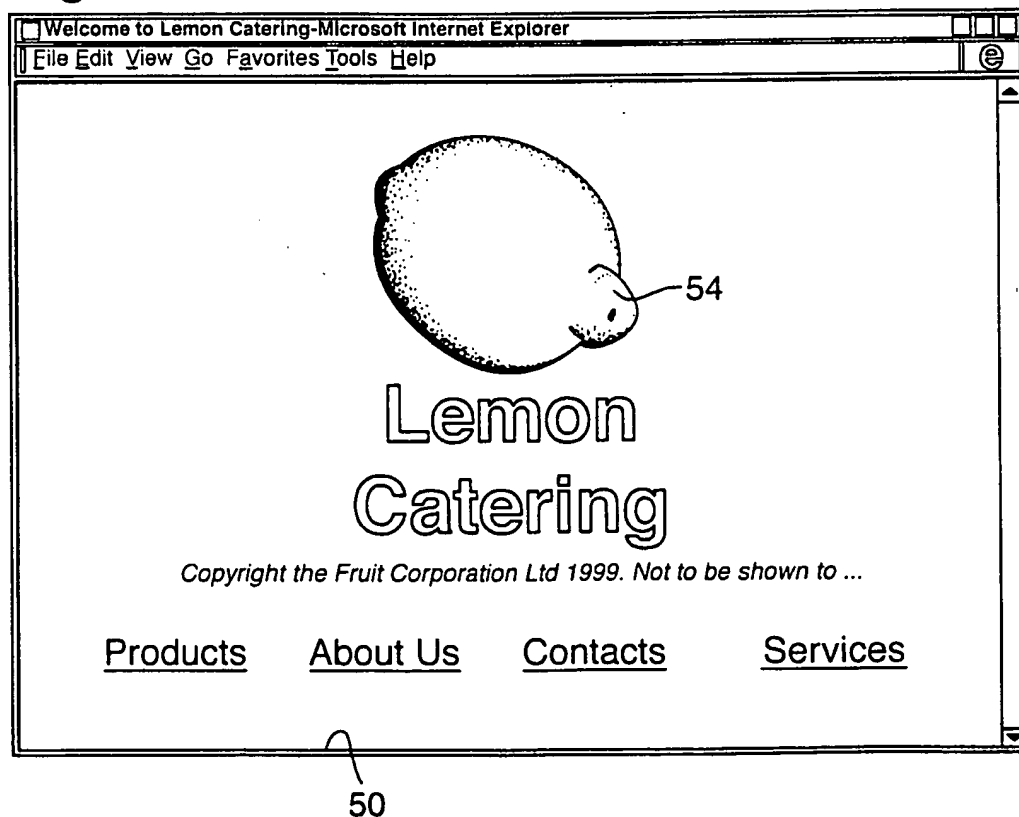 Welcome to Lemon Catering-Microsoft Internet Explorer
File Edit View Go Favorites Tools Help
e
54
Lemon
Catering
Copyright the Fruit Corporation Ltd 1999. Not to be shown to ...
Products About Us Contacts Services
50